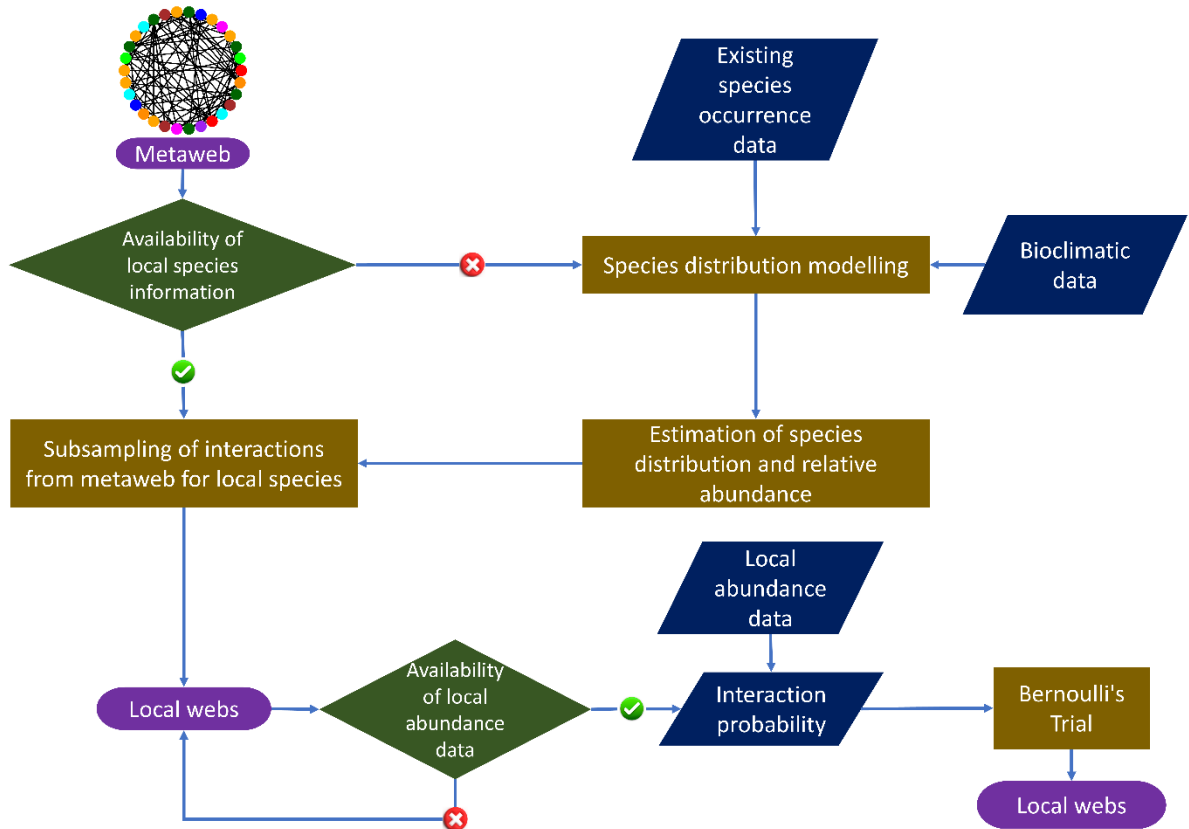 Metaweb
Existing
species
occurrence
data
Availability of
local species
information
Species distribution modelling
Bioclimatic
data
Subsampling of interactions
from metaweb for local species
Estimation of species
distribution and relative
abundance
Local
abundance
data
Local webs
Availability
of local
abundance
data
Interaction
probability
Bernoulli's
Trial
Local webs